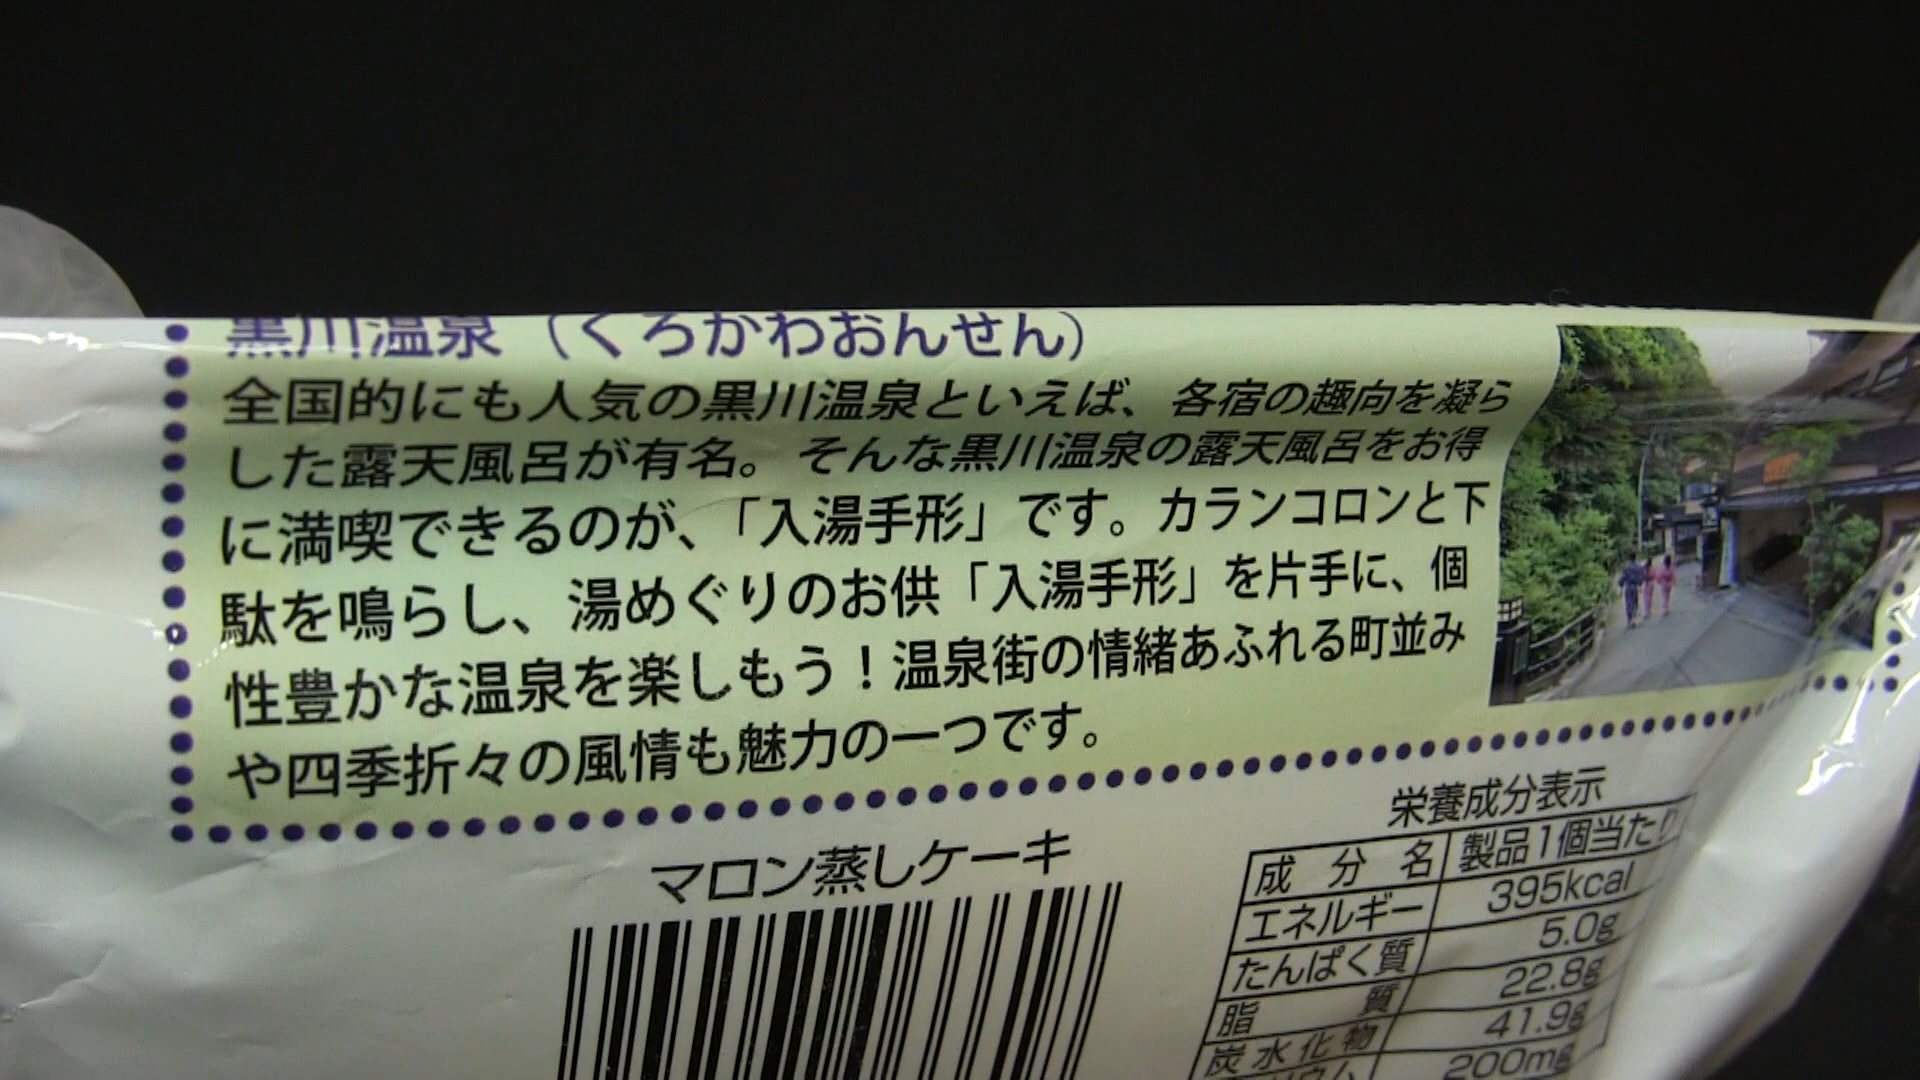 黒川温泉（くろかわおんせん）
全国的にも人気の黒川温泉といえば、各宿の趣向を凝ら
した露天風呂が有名。そんな黒川温泉の露天風呂をお得
に満喫できるのが、「入湯手形」です。カランコロンと下
駄を鳴らし、湯めぐりのお供「入湯手形」を片手に、個
性豊かな温泉を楽しもう！温泉街の情緒あふれる町並み
や四季折々の風情も魅力の一つです。
マロン蒸しケーキ
栄養成分表示
成分名 製品1個当たり
エネルギー 395kcal
たんぱく質 5.0g
脂質 22.8g
炭水化物 41.9g
200mg